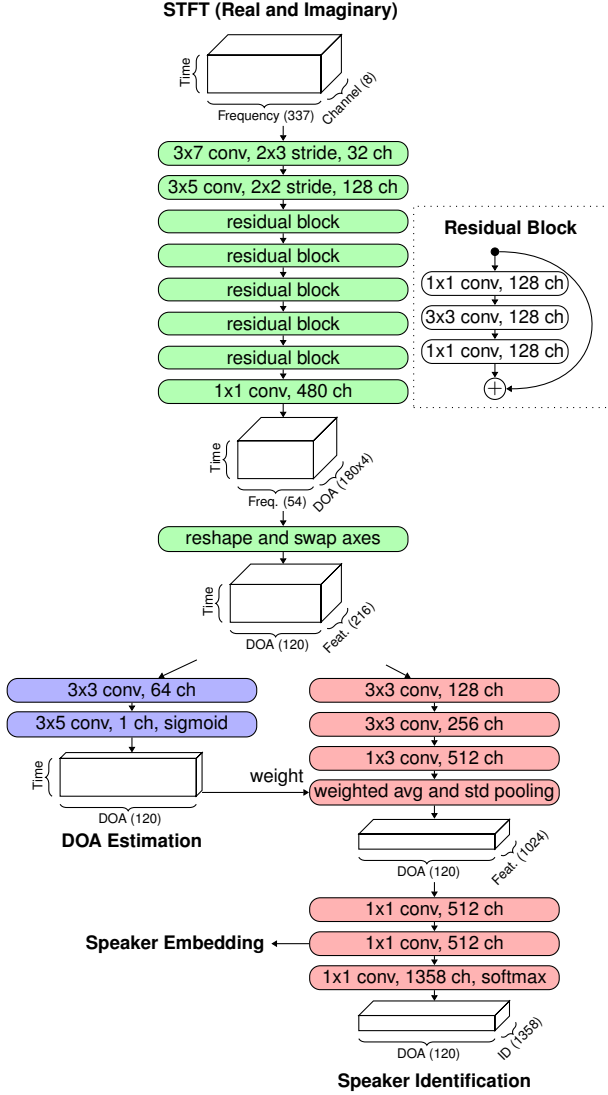 STFT (Real and Imaginary)
Time
Frequency (337)
Channel (8)
3x7 conv, 2x3 stride, 32 ch
3x5 conv, 2x2 stride, 128 ch
residual block
residual block
residual block
residual block
residual block
1x1 conv, 480 ch
Residual Block
1x1 conv, 128 ch
3x3 conv, 128 ch
1x1 conv, 128 ch
+
Time
Freq. (54)
DOA (180x4)
reshape and swap axes
Time
DOA (120)
Feat. (216)
3x3 conv, 64 ch
3x5 conv, 1 ch, sigmoid
Time
DOA (120)
DOA Estimation
weight
3x3 conv, 128 ch
3x3 conv, 256 ch
1x3 conv, 512 ch
weighted avg and std pooling
DOA (120)
Feat. (1024)
1x1 conv, 512 ch
1x1 conv, 512 ch
Speaker Embedding
1x1 conv, 1358 ch, softmax
DOA (120)
ID (1358)
Speaker Identification